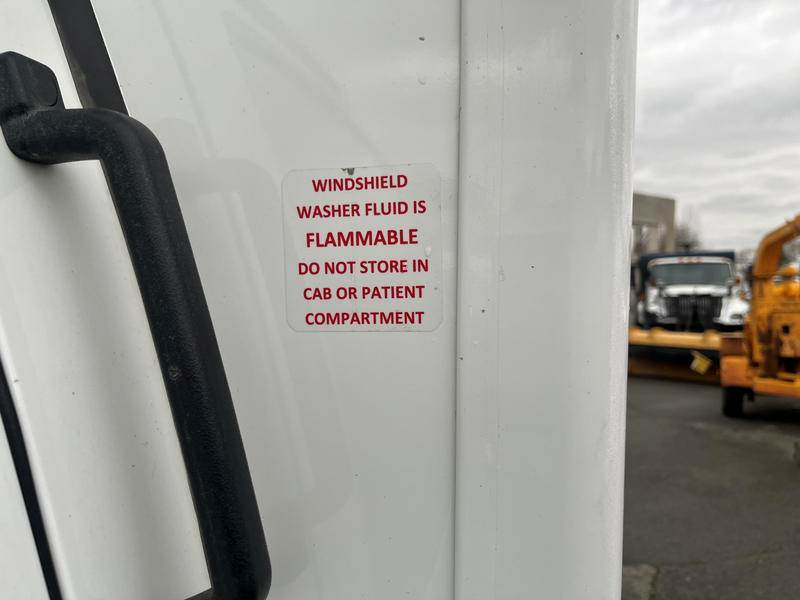 WINDSHIELD
WASHER FLUID IS
FLAMMABLE
DO NOT STORE IN
CAB OR PATIENT
COMPARTMENT